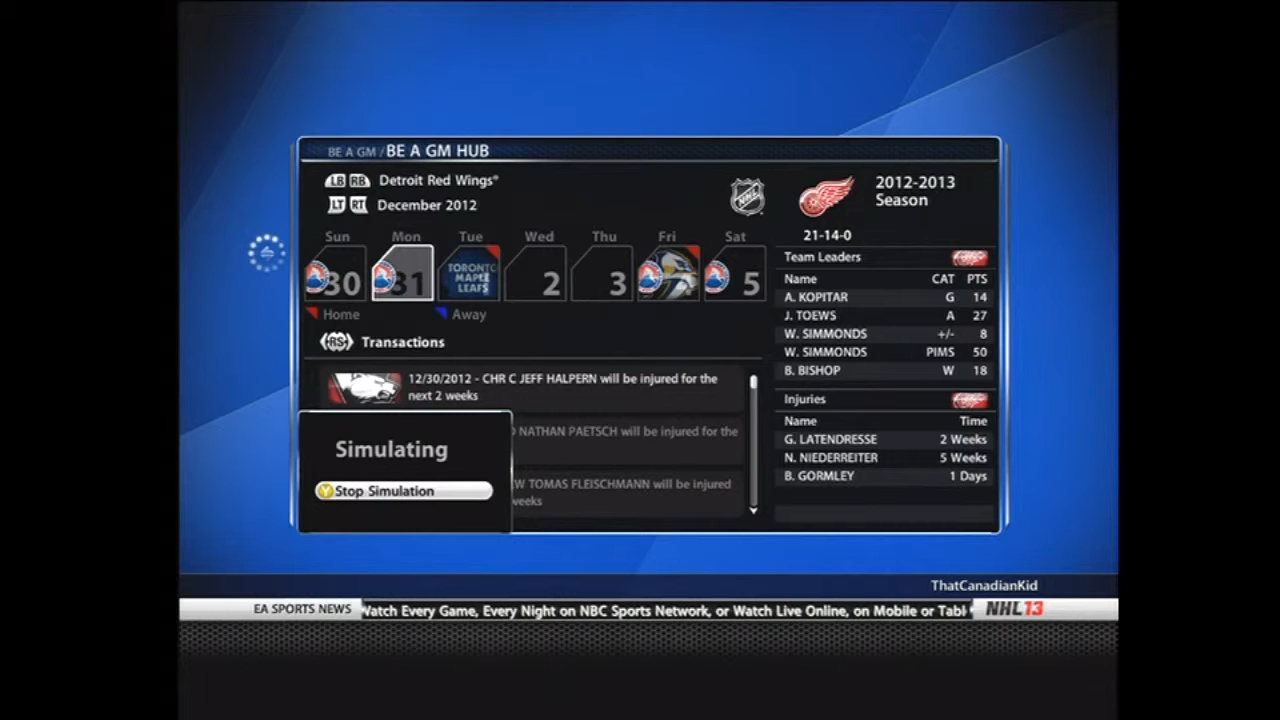 BE A GM / BE A GM HUB
LB RB Detroit Red Wings*
LT RT December 2012
NHL
2012-2013
Season
21-14-0
Sun Mon Tue Wed Thu Fri Sat
30 31 TORONTO MAPLE LEAFS 2 3 5
Home Away
RS Transactions
12/30/2012 - CHR C JEFF HALPERN will be injured for the
next 2 weeks
NATHAN PAETSCH will be injured for the
W TOMAS FLEISCHMANN will be injured
weeks
Simulating
Y Stop Simulation
Team Leaders
Name CAT PTS
A. KOPITAR G 14
J. TOEWS A 27
W. SIMMONDS +/- 8
W. SIMMONDS PIMS 50
B. BISHOP W 18
Injuries
Name Time
G. LATENDRESSE 2 Weeks
N. NIEDERREITER 5 Weeks
B. GORMLEY 1 Days
ThatCanadianKid
EA SPORTS NEWS Watch Every Game, Every Night on NBC Sports Network, or Watch Live Online, on Mobile or Tabl NHL13